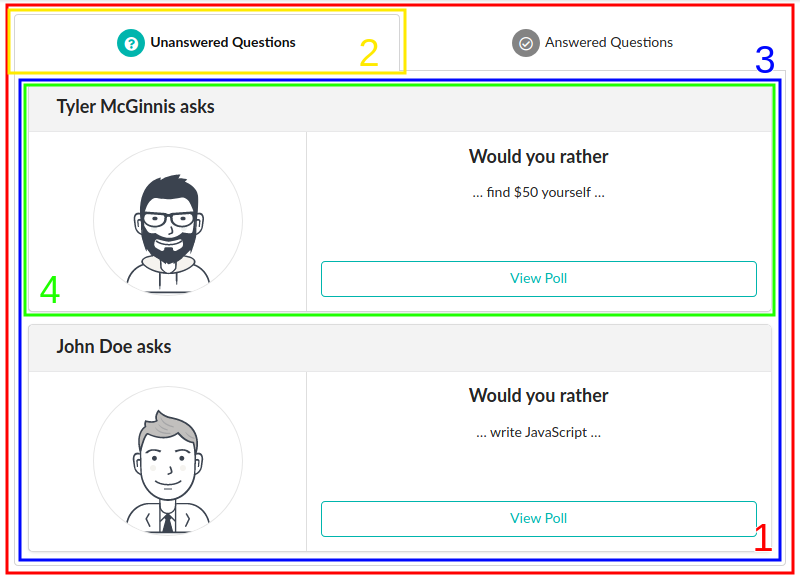 Unanswered Questions
2
Answered Questions
3
Tyler McGinnis asks
Would you rather
... find $50 yourself ...
View Poll
4
John Doe asks
Would you rather
... write JavaScript ...
View Poll
1